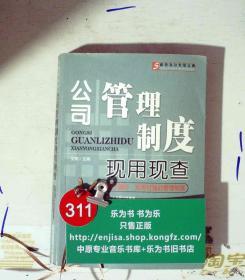 公司
管理
制度
GONGSI
GUANLIZHIDU
XIANYONGXIANCHA
现用现查
311
乐为书 书为乐
只售正版
http://enjisa.shop.kongfz.com/
中原专业音乐书库+乐为书旧书店